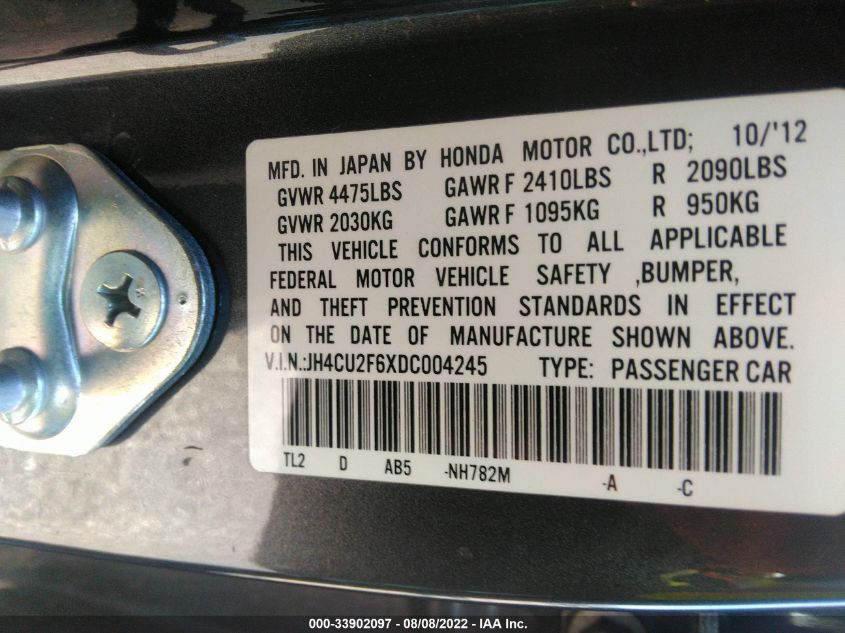 MFD. IN JAPAN BY HONDA MOTOR CO.,LTD; 10/'12
GVWR 4475LBS GAWR F 2410LBS R 2090LBS
GVWR 2030KG GAWR F 1095KG R 950KG
THIS VEHICLE CONFORMS TO ALL APPLICABLE
FEDERAL MOTOR VEHICLE SAFETY ,BUMPER,
AND THEFT PREVENTION STANDARDS IN EFFECT
ON THE DATE OF MANUFACTURE SHOWN ABOVE.
V.I.N.:JH4CU2F6XDC004245 TYPE: PASSENGER CAR
TL2 D AB5 -NH782M -A -C
000-33902097 - 08/08/2022 - IAA Inc.